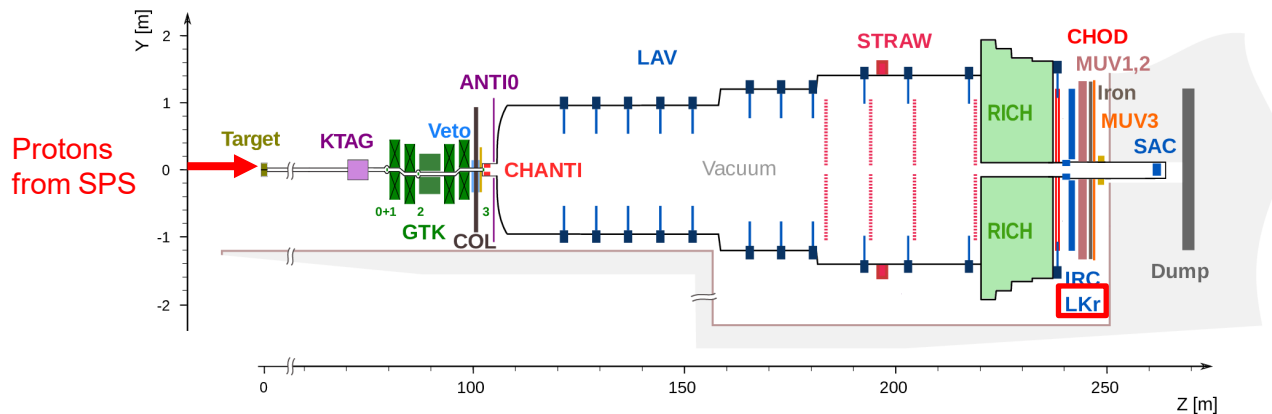 Y [m]
2
1
0
-1
-2
Protons
from SPS
Target
KTAG
Veto
ANTI0
LAV
STRAW
CHOD
MUV1,2
Iron
MUV3
SAC
RICH
Vacuum
CHANTI
0+1
2
3
GTK
COL
RICH
IRC
LKr
Dump
0
100
150
200
250
Z [m]